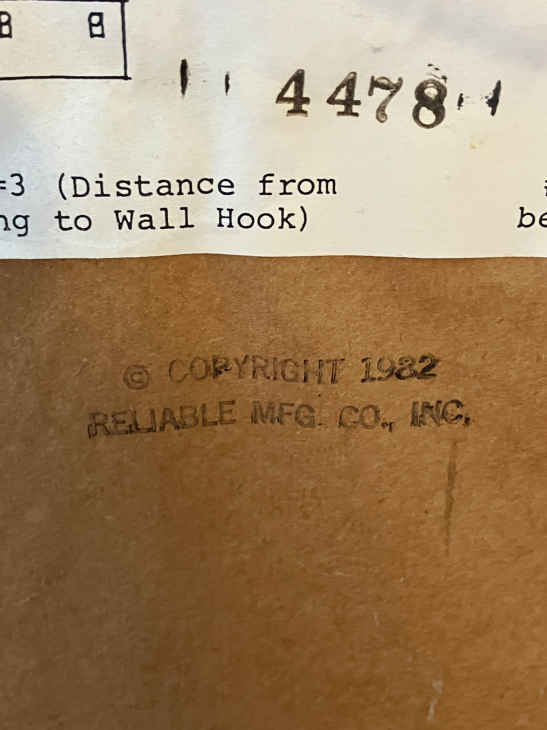 8 8
4478
=3 (Distance from
ng to Wall Hook)
be
© COPYRIGHT 1982
RELIABLE MFG. CO., INC.